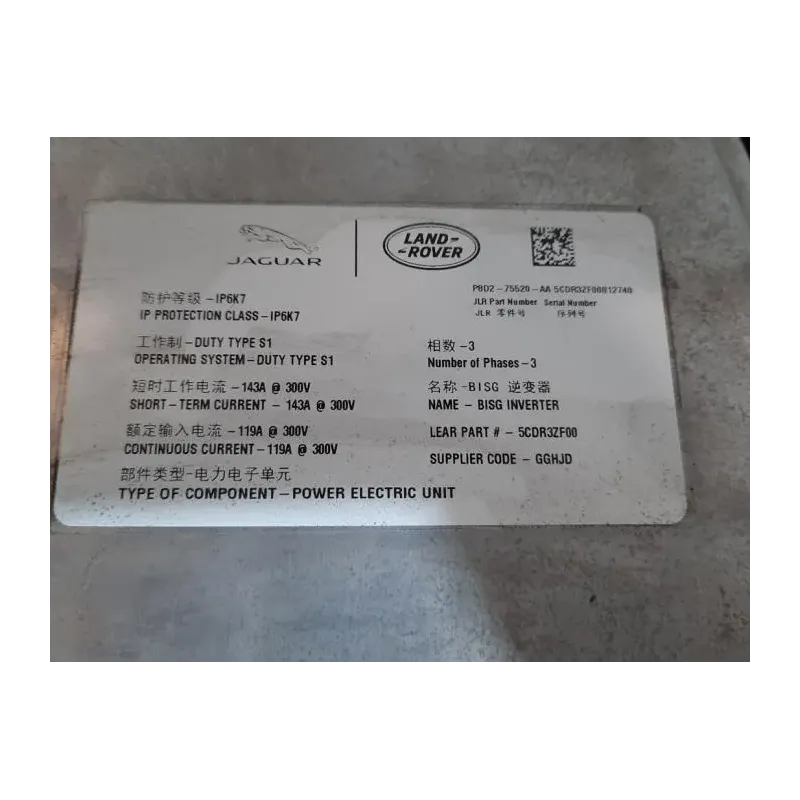 JAGUAR
LAND-
-ROVER
P8D2-75520-AA 5CDR3ZF00812740
JLR Part Number Serial Number
JLR 零件号 序列号
防护等级 -IP6K7
IP PROTECTION CLASS-IP6K7
工作制 - DUTY TYPE S1
OPERATING SYSTEM-DUTY TYPE S1
短时工作电流 -143A @ 300V
SHORT-TERM CURRENT - 143A @ 300V
额定输入电流 -119A @ 300V
CONTINUOUS CURRENT-119A @ 300V
部件类型-电力电子单元
TYPE OF COMPONENT-POWER ELECTRIC UNIT
相数 -3
Number of Phases-3
名称 -BISG 逆变器
NAME - BISG INVERTER
LEAR PART # - 5CDR3ZF00
SUPPLIER CODE - GGHJD